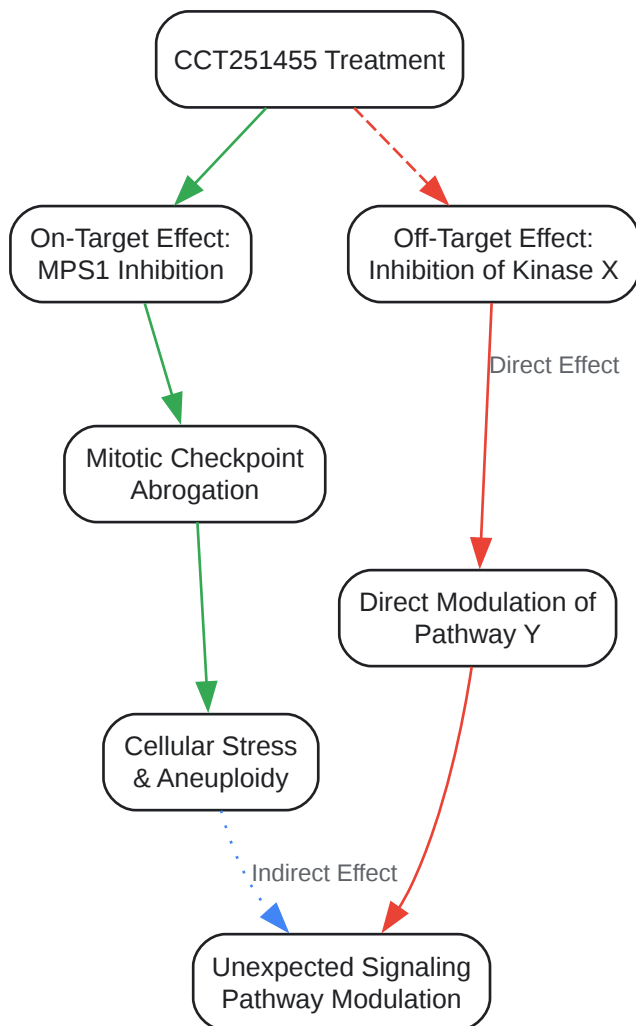 CCT251455 Treatment
On-Target Effect:
MPS1 Inhibition
Off-Target Effect:
Inhibition of Kinase X
Direct Effect
Mitotic Checkpoint
Abrogation
Direct Modulation of
Pathway Y
Cellular Stress
& Aneuploidy
Indirect Effect
Unexpected Signaling
Pathway Modulation